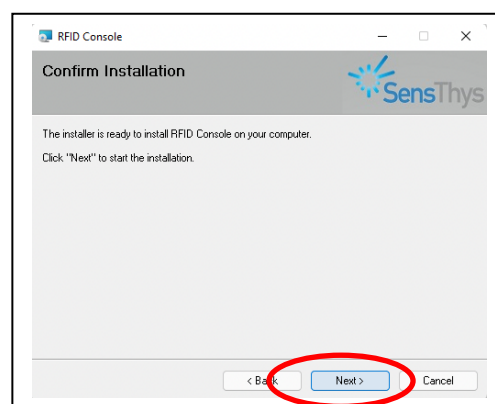 RFID Console
Confirm Installation
SensThys
The installer is ready to install RFID Console on your computer.
Click "Next" to start the installation.
< Back
Next >
Cancel